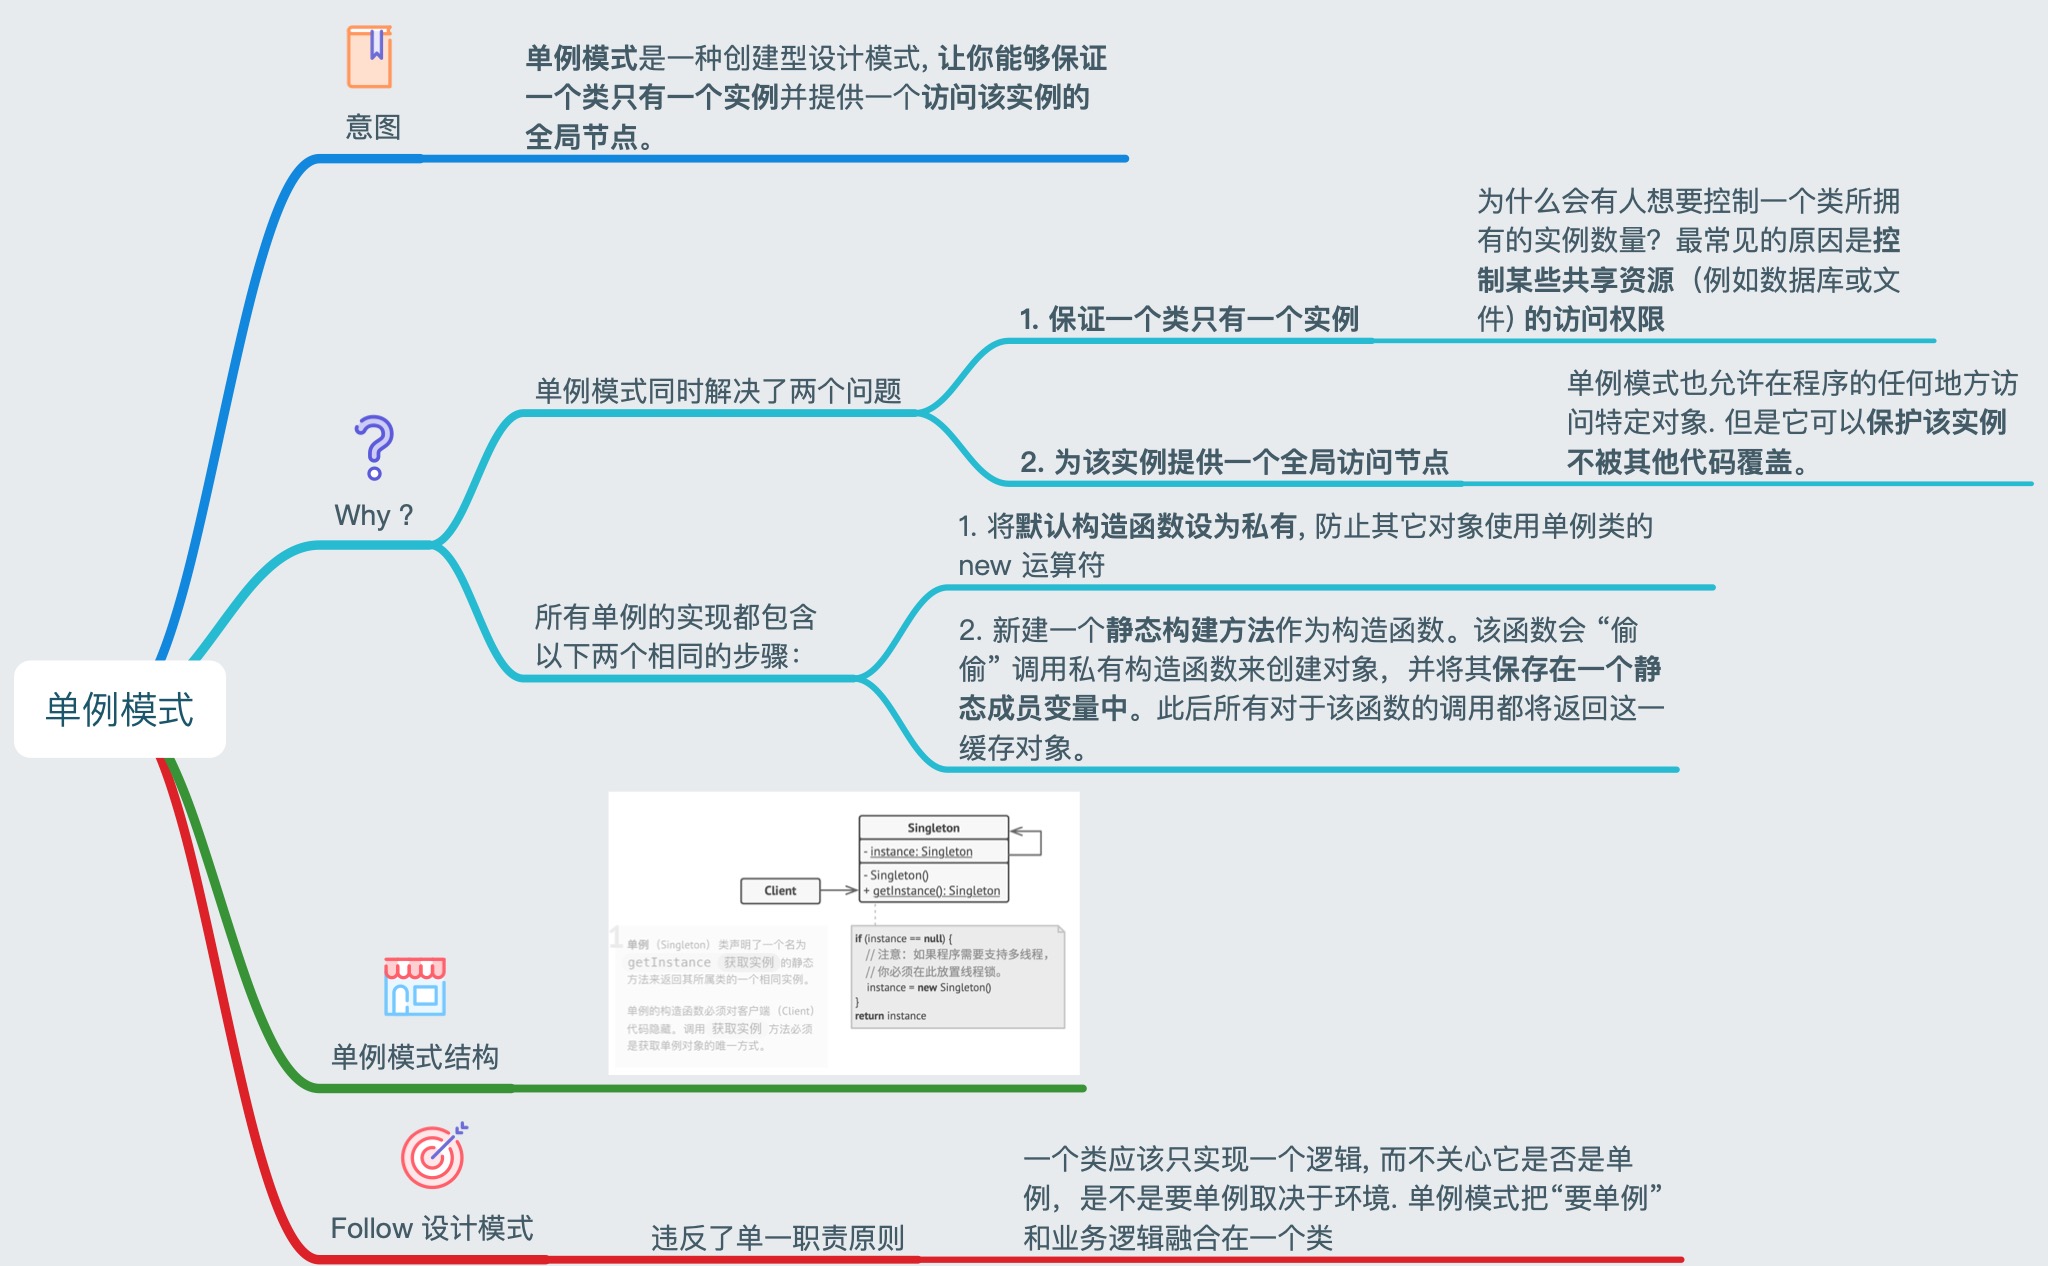 意图
单例模式是一种创建型设计模式, 让你能够保证
一个类只有一个实例并提供一个访问该实例的
全局节点。
Why ?
单例模式同时解决了两个问题
1. 保证一个类只有一个实例
为什么会有人想要控制一个类所拥
有的实例数量？最常见的原因是控
制某些共享资源（例如数据库或文
件) 的访问权限
2. 为该实例提供一个全局访问节点
单例模式也允许在程序的任何地方访
问特定对象. 但是它可以保护该实例
不被其他代码覆盖。
所有单例的实现都包含
以下两个相同的步骤：
1. 将默认构造函数设为私有, 防止其它对象使用单例类的
new 运算符
2. 新建一个静态构建方法作为构造函数。该函数会 “偷
偷” 调用私有构造函数来创建对象，并将其保存在一个静
态成员变量中。此后所有对于该函数的调用都将返回这一
缓存对象。
单例模式
单例模式结构
Singleton
- instance: Singleton
- Singleton()
+ getInstance(): Singleton
Client
1
单例（Singleton）类声明了一个名为
getInstance 获取实例 的静态
方法来返回其所属类的一个相同实例。
单例的构造函数必须对客户端（Client）
代码隐藏。调用 获取实例 方法必须
是获取单例对象的唯一方式。
if (instance == null) {
// 注意：如果程序需要支持多线程，
// 你必须在此放置线程锁。
instance = new Singleton()
}
return instance
Follow 设计模式
违反了单一职责原则
一个类应该只实现一个逻辑, 而不关心它是否是单
例，是不是要单例取决于环境. 单例模式把“要单例”
和业务逻辑融合在一个类